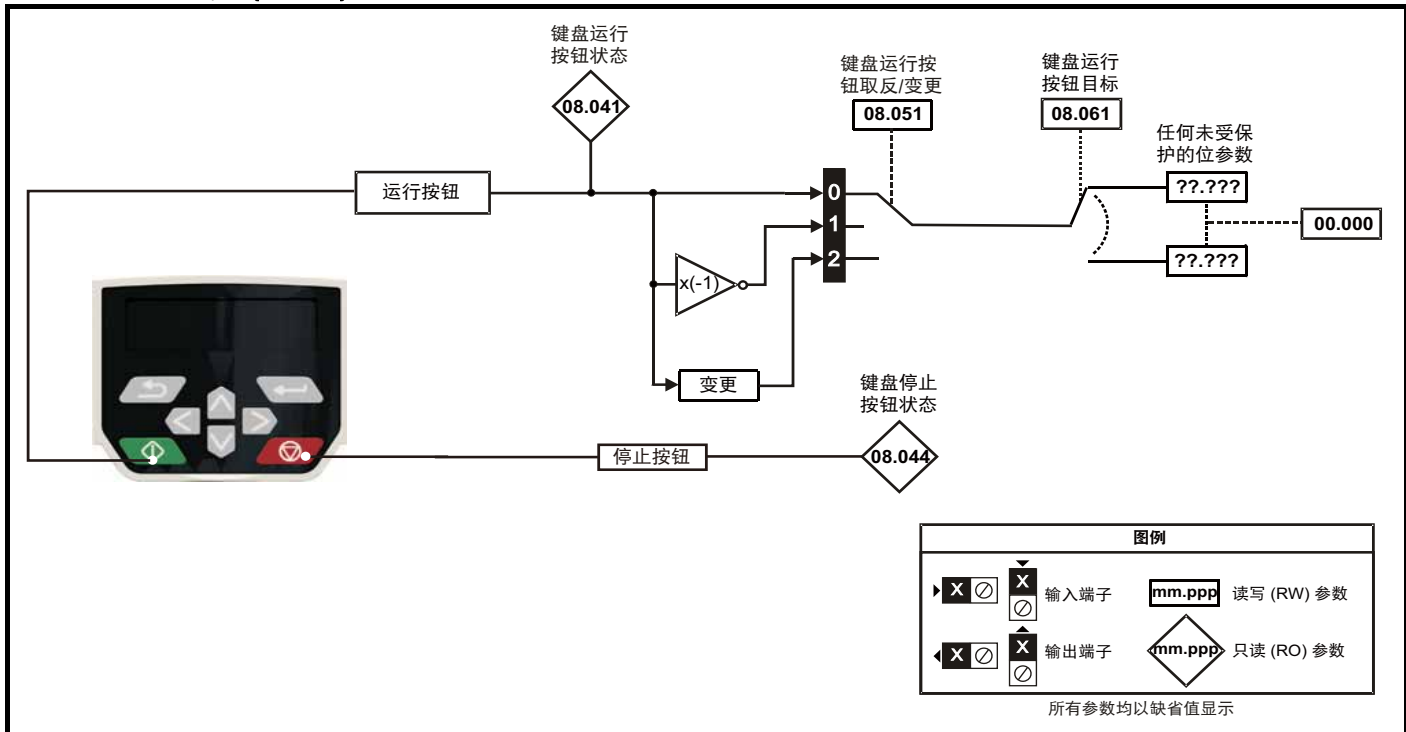 键盘运行
按钮状态
08.041
键盘运行按
钮取反/变更
08.051
键盘运行
按钮目标
08.061
任何未受保
护的位参数
??.???
??.???
00.000
运行按钮
0
1
2
x(-1)
变更
键盘停止
按钮状态
08.044
停止按钮
图例
X
X
输入端子
mm.ppp
读写 (RW) 参数
X
X
输出端子
mm.ppp
只读 (RO) 参数
所有参数均以缺省值显示